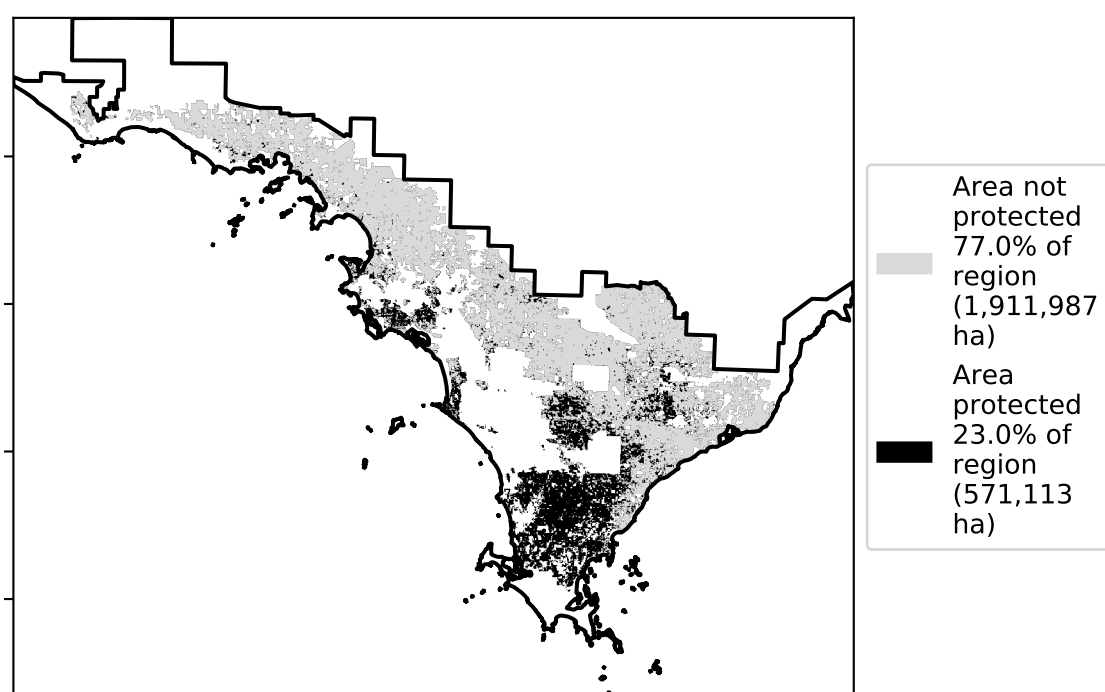 Area not
protected
77.0% of
region
(1,911,987
ha)
Area
protected
23.0% of
region
(571,113
ha)